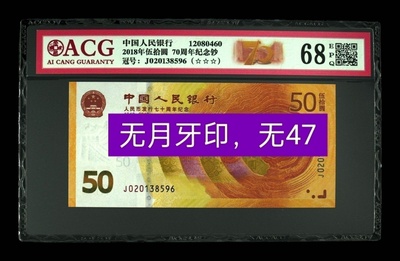 ACG
AI CANG GUARANTY
中国人民银行 12080460
2018年伍拾圆 70周年纪念钞
冠号: J020138596 (☆☆☆)
70
68
EPQ
中国人民银行
人民币发行七十周年纪念
50
伍拾圆
无月牙印，无47
50
J020138596
J020138596